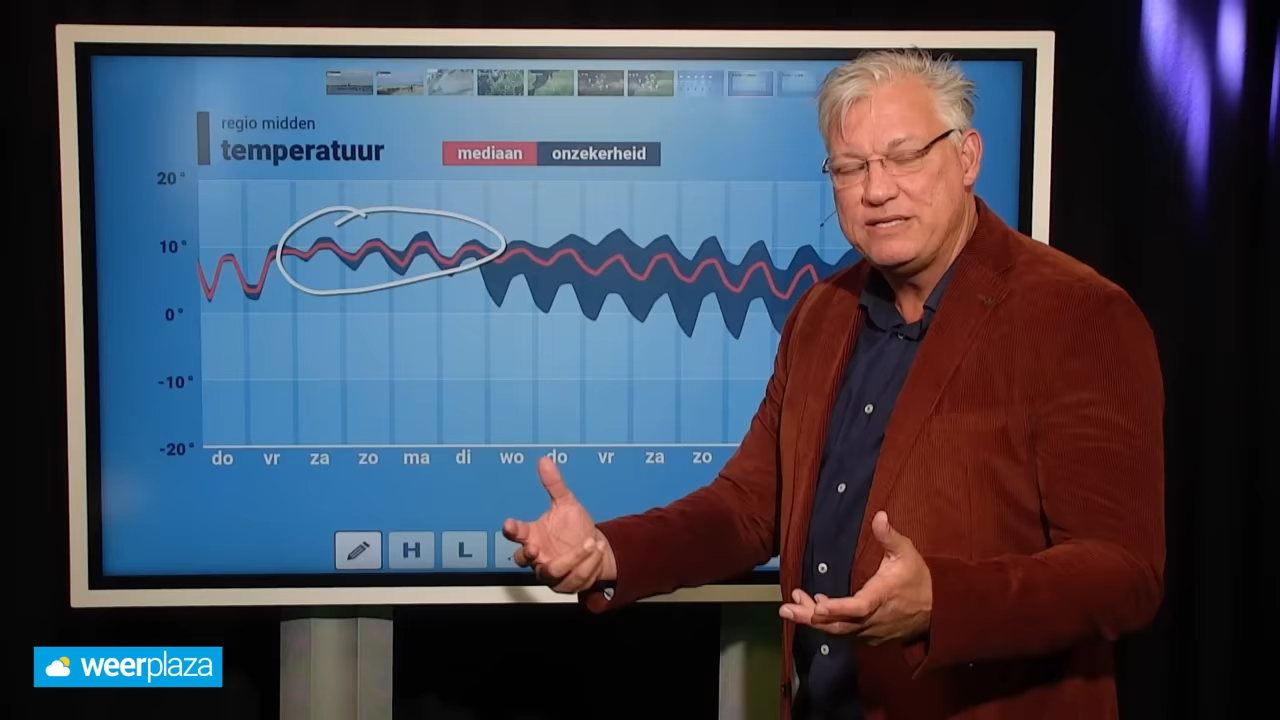 regio midden
temperatuur
mediaan onzekerheid
20°
10°
0°
-10°
-20°
do vr za zo ma di wo do vr za zo
H L
weerplaza